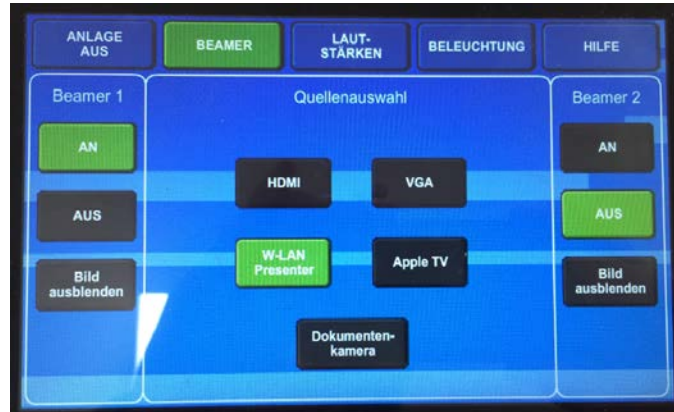 ANLAGE
AUS
BEAMER
LAUT-
STÄRKEN
BELEUCHTUNG
HILFE
Beamer 1
AN
AUS
Bild
ausblenden
Quellenauswahl
HDMI
VGA
W-LAN
Presenter
Apple TV
Dokumenten-
kamera
Beamer 2
AN
AUS
Bild
ausblenden